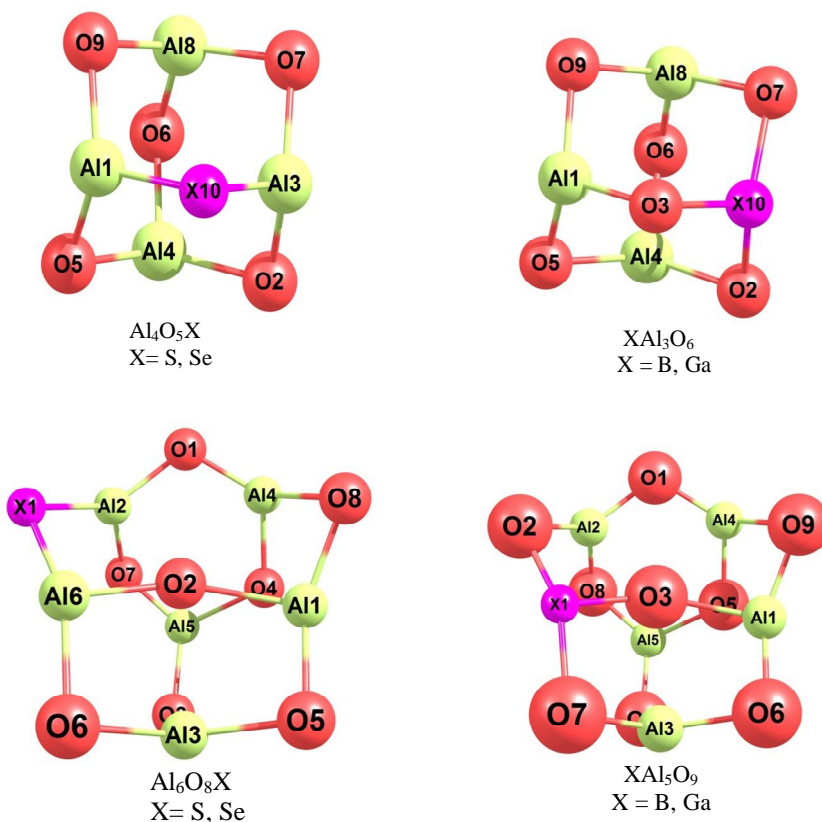 O9 Al8 O7
O6
Al1 X10 Al3
O5 Al4 O2
Al₄O₅X
X= S, Se
O9 Al8 O7
O6
Al1 O3 X10
O5 Al4 O2
XAl₃O₆
X = B, Ga
O1
X1 Al2 Al4 O8
O7 O4
Al6 O2 Al1
Al5
O6 Al3 O5
Al₆O₈X
X= S, Se
O1
O2 Al2 Al4 O9
X1 O8 O3 O5 Al1
Al5
O7 Al3 O6
XAl₅O₉
X = B, Ga